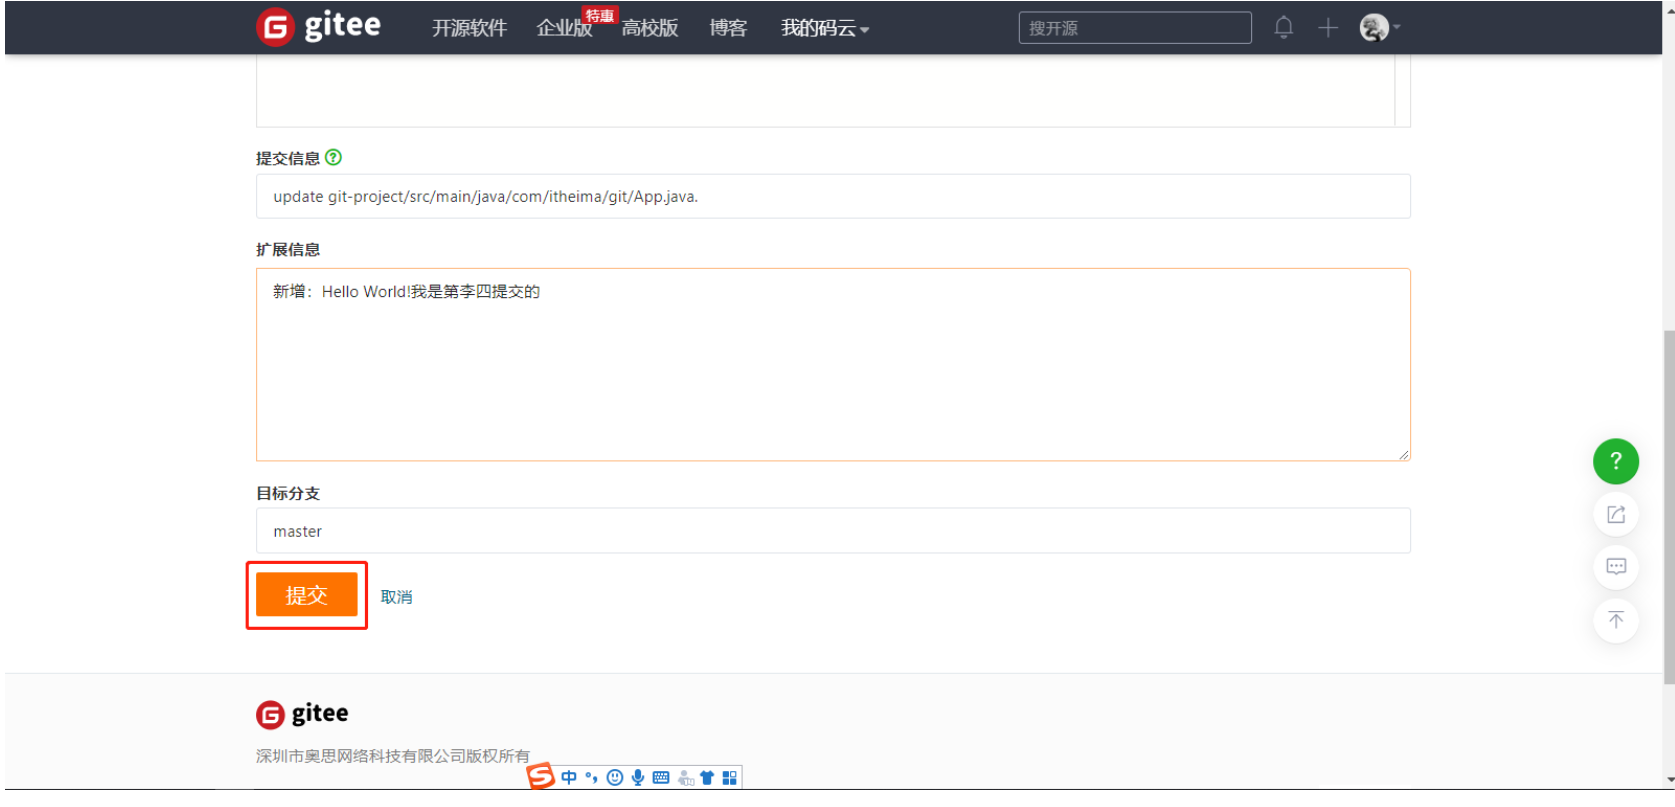 gitee 开源软件 企业版 特惠 高校版 博客 我的码云 搜开源
提交信息 ?
update git-project/src/main/java/com/itheima/git/App.java.
扩展信息
新增：Hello World!我是第李四提交的
目标分支
master
提交 取消
?
gitee
深圳市奥思网络科技有限公司版权所有
中